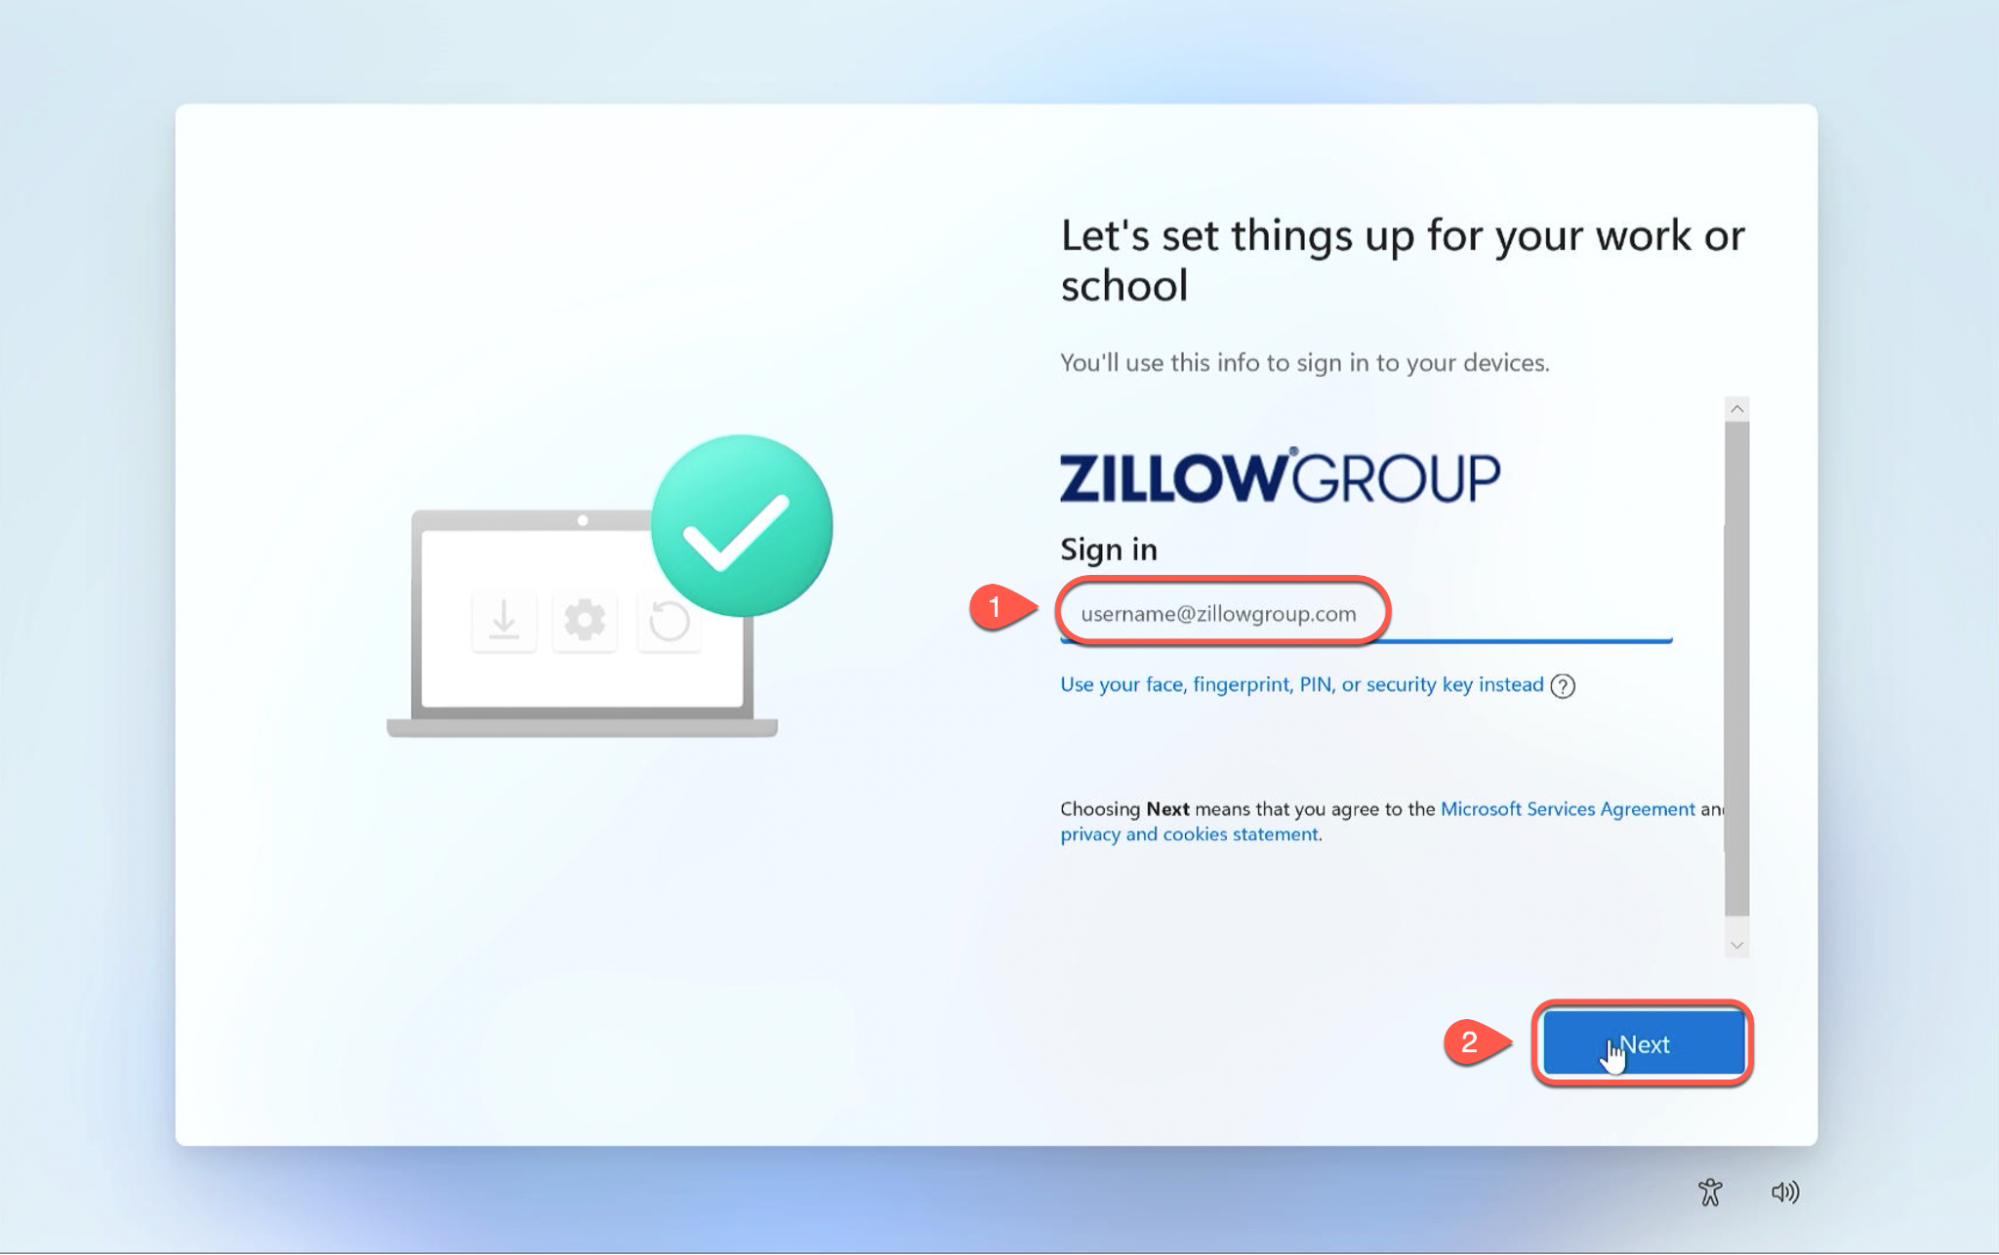 Let's set things up for your work or
school
You'll use this info to sign in to your devices.
ZILLOW®GROUP
Sign in
1
username@zillowgroup.com
Use your face, fingerprint, PIN, or security key instead ?
Choosing Next means that you agree to the Microsoft Services Agreement an
privacy and cookies statement.
2
Next